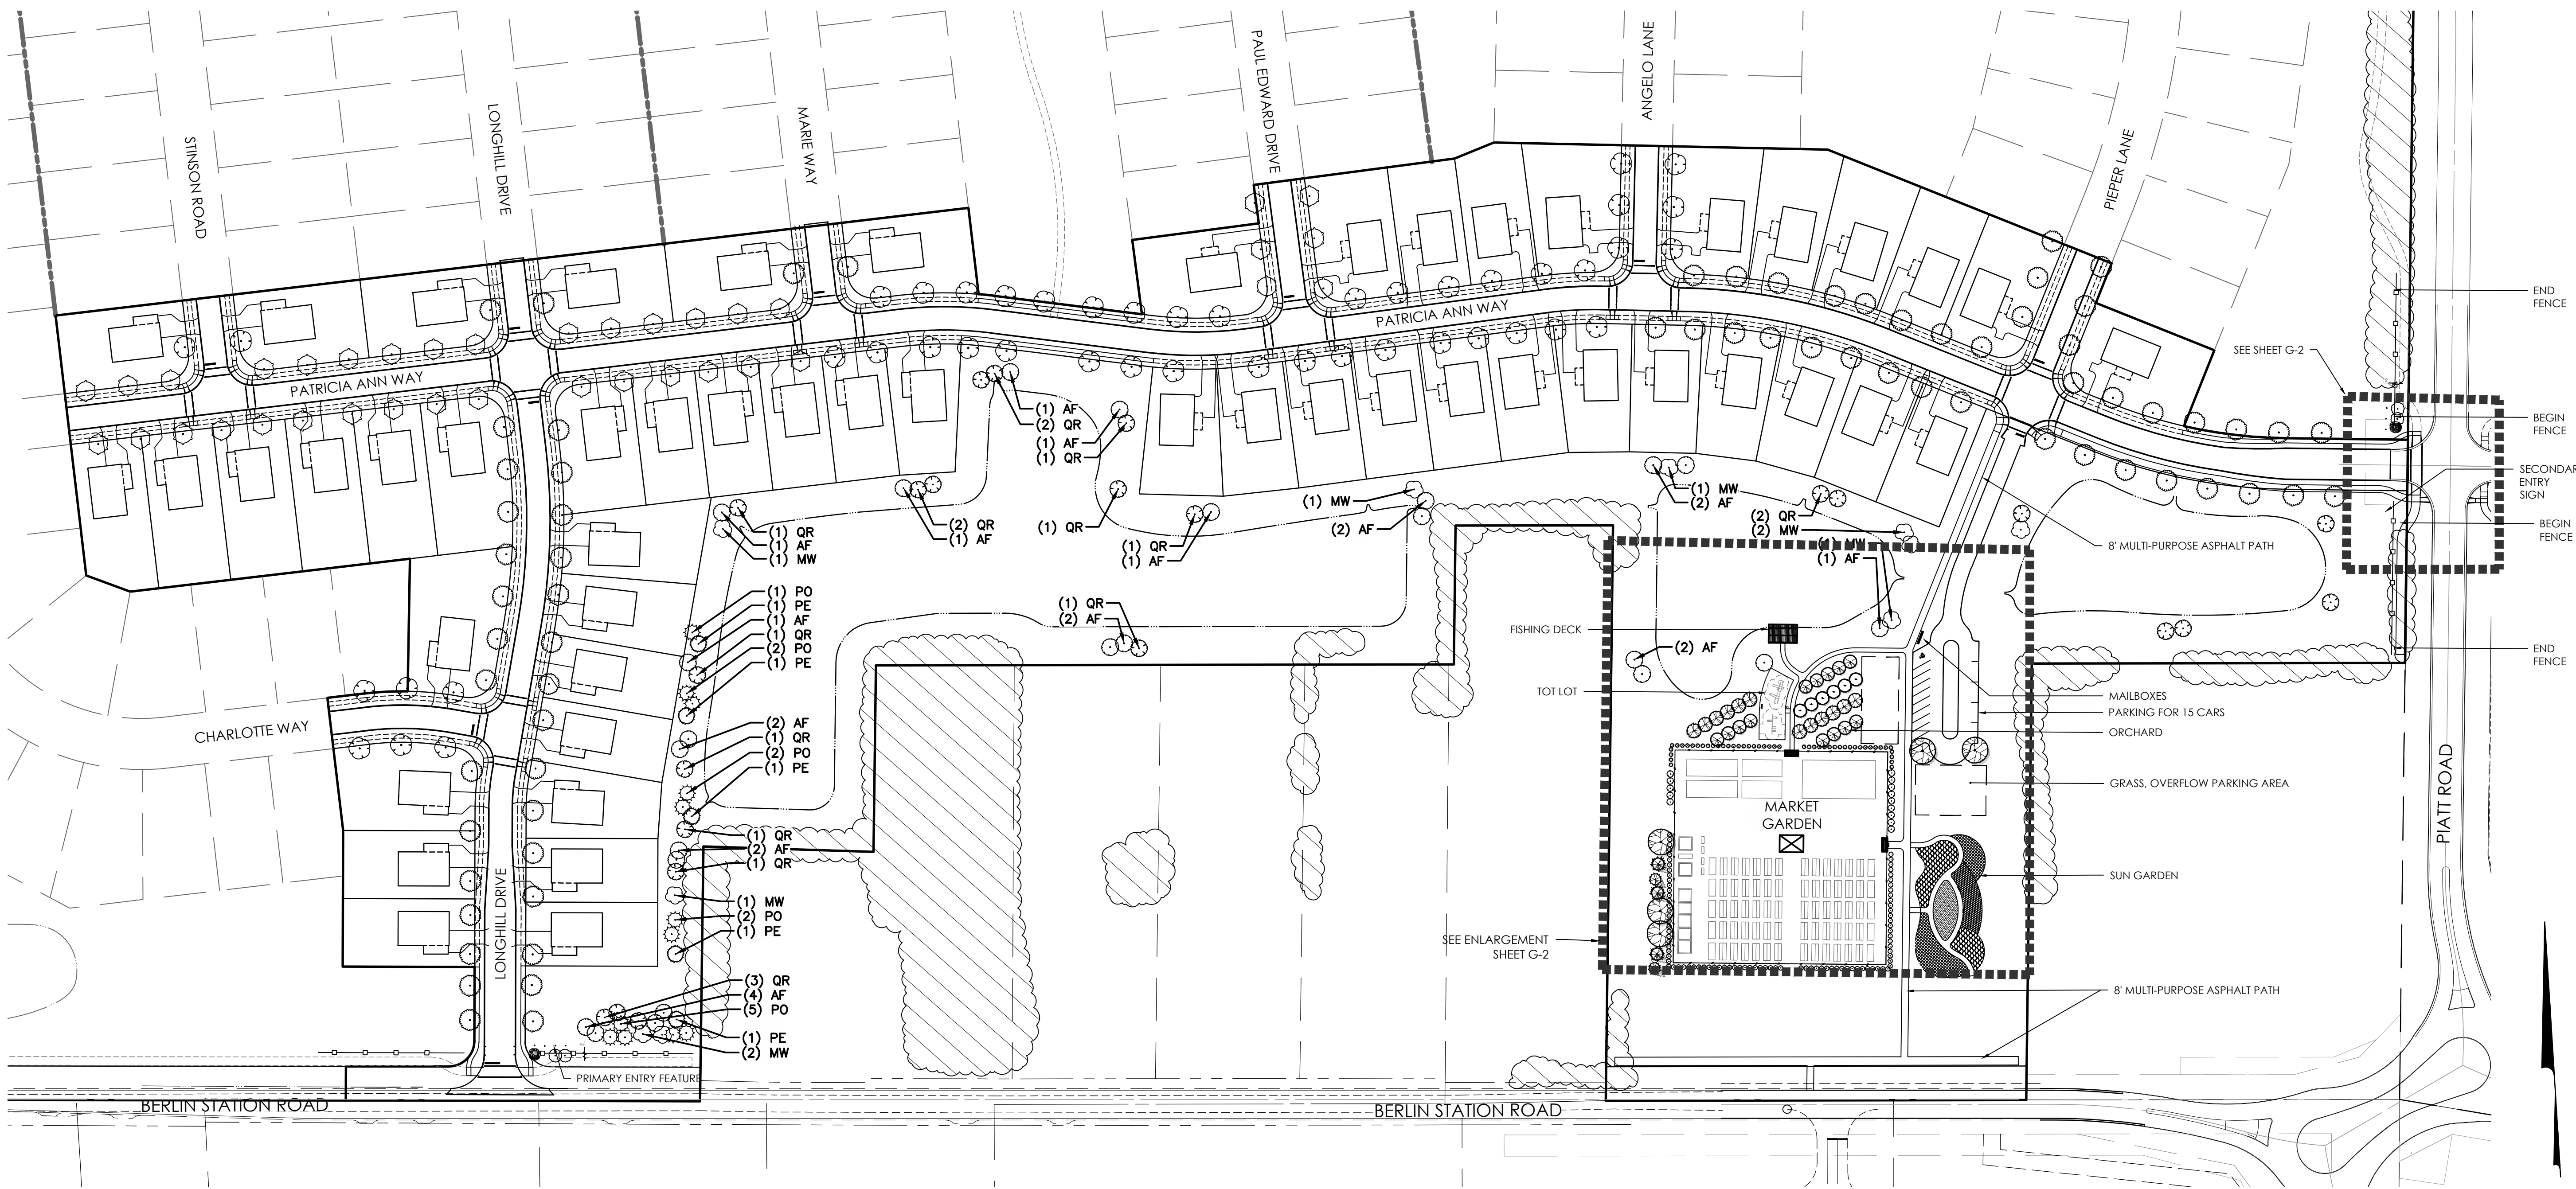 STINSON ROAD
LONGHILL DRIVE
MARIE WAY
PAUL EDWARD DRIVE
ANGELO LANE
PIEPER LANE
PATRICIA ANN WAY
PATRICIA ANN WAY
END
FENCE
SEE SHEET G-2
BEGIN
FENCE
SECONDAR
ENTRY
SIGN
BEGIN
FENCE
END
FENCE
(1) AF
(2) QR
(1) AF
(1) QR
(2) QR
(1) AF
(1) QR
(1) QR
(1) AF
(1) MW
(2) AF
(1) MW
(2) AF
(2) QR
(2) MW
(1) MW
(1) AF
8' MULTI-PURPOSE ASPHALT PATH
(1) QR
(1) AF
(1) MW
(1) PO
(1) PE
(1) AF
(1) QR
(2) PO
(1) PE
(1) QR
(2) AF
FISHING DECK
(2) AF
TOT LOT
MAILBOXES
PARKING FOR 15 CARS
ORCHARD
GRASS, OVERFLOW PARKING AREA
PIATT ROAD
CHARLOTTE WAY
(2) AF
(1) QR
(2) PO
(1) PE
MARKET
GARDEN
(1) QR
(2) AF
(1) QR
SUN GARDEN
(1) MW
(2) PO
(1) PE
LONGHILL DRIVE
SEE ENLARGEMENT
SHEET G-2
(3) QR
(4) AF
(5) PO
(1) PE
(2) MW
8' MULTI-PURPOSE ASPHALT PATH
PRIMARY ENTRY FEATURE
BERLIN STATION ROAD
BERLIN STATION ROAD